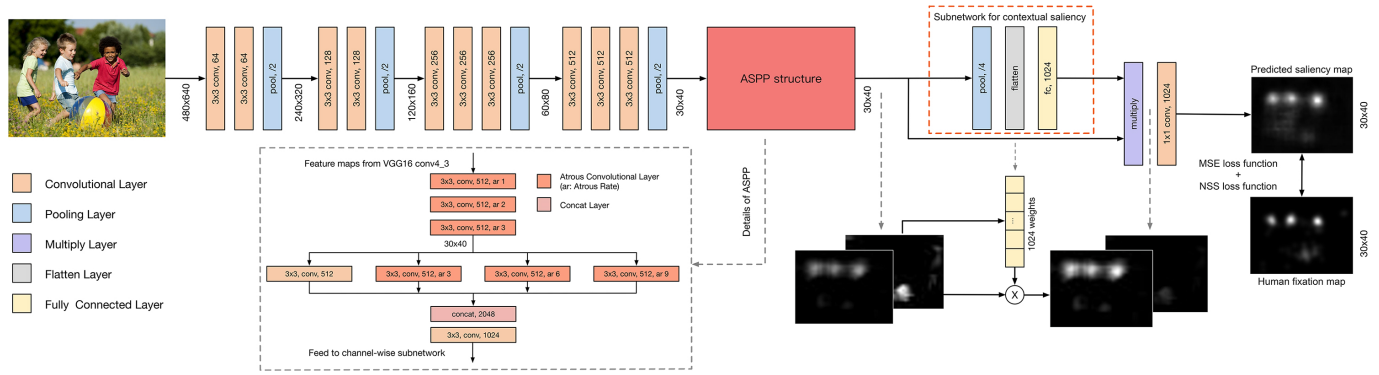 480x640
3x3 conv, 64
3x3 conv, 64
pool, /2
240x320
3x3 conv, 128
3x3 conv, 128
pool, /2
120x160
3x3 conv, 256
3x3 conv, 256
3x3 conv, 256
pool, /2
60x80
3x3 conv, 512
3x3 conv, 512
3x3 conv, 512
pool, /2
30x40
ASPP structure
30x40
Subnetwork for contextual saliency
pool, /4
flatten
fc, 1024
multiply
1x1 conv, 1024
Predicted saliency map
30x40
MSE loss function
+
NSS loss function
30x40
Human fixation map
Convolutional Layer
Pooling Layer
Multiply Layer
Flatten Layer
Fully Connected Layer
Feature maps from VGG16 conv4_3
3x3, conv, 512, ar 1
3x3, conv, 512, ar 2
3x3, conv, 512, ar 3
30x40
Atrous Convolutional Layer
(ar: Atrous Rate)
Concat Layer
3x3, conv, 512
3x3, conv, 512, ar 3
3x3, conv, 512, ar 6
3x3, conv, 512, ar 9
concat, 2048
3x3, conv, 1024
Feed to channel-wise subnetwork
Details of ASPP
...
1024 weights
X